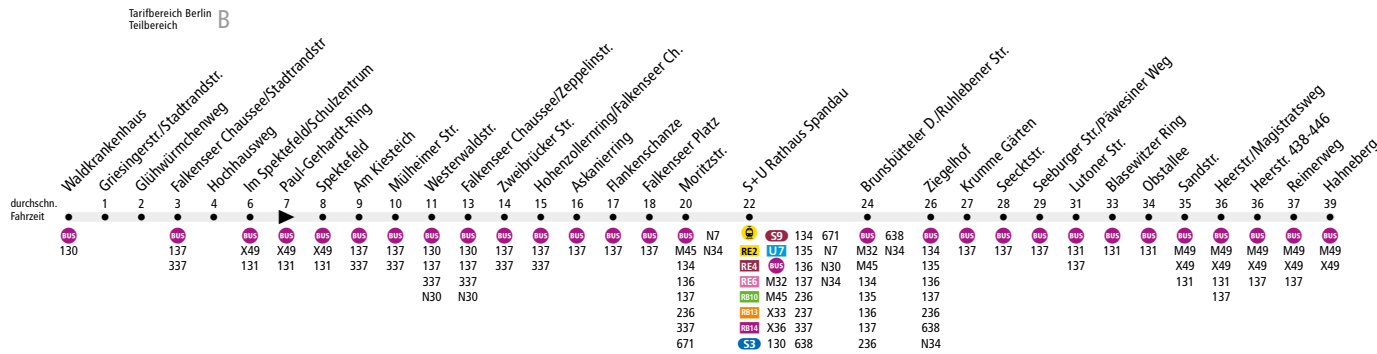 Tarifbereich Berlin B
Teilbereich
Waldkrankenhaus
Griesingerstr./Stadtrandstr.
Glühwürmchenweg
Falkenseer Chaussee/Stadtrandstr
Hochhausweg
Im Spektefeld/Schulzentrum
Paul-Gerhardt-Ring
Spektefeld
Am Kiesteich
Mülheimer Str.
Westerwaldstr.
Falkenseer Chaussee/Zeppelinstr.
Zweibrücker Str.
Hohenzollernring/Falkenseer Ch.
Askanierring
Flankenschanze
Falkenseer Platz
Moritzstr.
S+U Rathaus Spandau
Brunsbütteler D./Ruhlebener Str.
Ziegelhof
Krumme Gärten
Seecktstr.
Seeburger Str./Päwesiner Weg
Lutoner Str.
Blasewitzer Ring
Obstallee
Sandstr.
Heerstr./Magistratsweg
Heerstr. 438-446
Reimerweg
Hahneberg
durchschn. 1 2 3 4 6 7 8 9 10 11 13 14 15 16 17 18 20 22 24 26 27 28 29 31 33 34 35 36 36 37 39
Fahrzeit
BUS BUS BUS BUS BUS BUS BUS BUS BUS BUS BUS BUS BUS BUS BUS N7 S9 134 671 BUS 638 BUS BUS BUS BUS BUS BUS BUS BUS BUS BUS BUS BUS
130 137 X49 X49 X49 137 137 130 130 137 137 137 137 137 M45 N34 RE2 U7 135 N7 M32 N34 134 137 137 137 131 131 131 M49 M49 M49 M49 M49
337 131 131 131 337 337 137 137 337 337 134 RE4 BUS 136 N30 M45 135 137 X49 X49 X49 X49 X49
337 337 136 RE6 M32 137 N34 134 136 131 131 137 137
N30 N30 137 RB10 M45 236 135 137 137
236 RB13 X33 237 136 236
337 RB14 X36 337 137 638
671 S3 130 638 236 N34